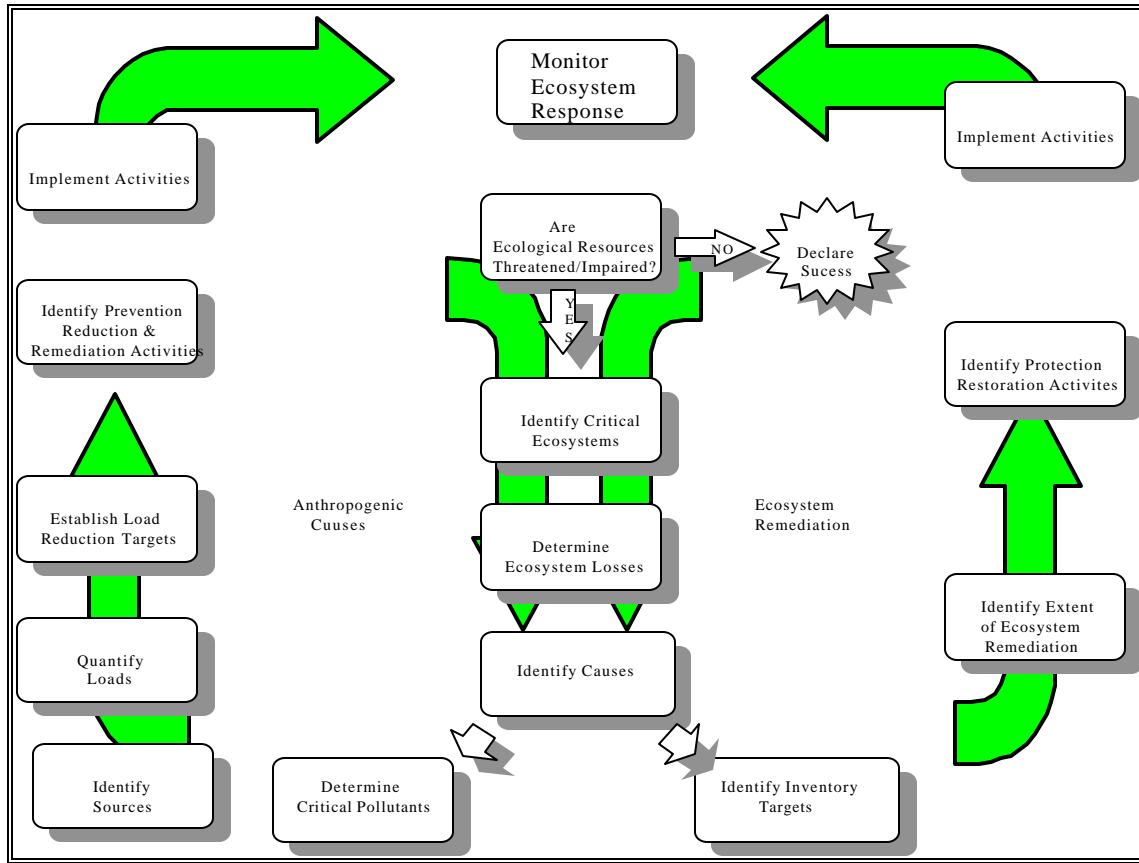 Monitor
Ecosystem
Response
Implement Activities
Implement Activities
Are
Ecological Resources
Threatened/Impaired?
NO
Declare
Sucess
YES
Identify Prevention
Reduction &
Remediation Activities
Identify Protection
Restoration Activites
Identify Critical
Ecosystems
Anthropogenic
Cuuses
Ecosystem
Remediation
Establish Load
Reduction Targets
Determine
Ecosystem Losses
Identify Extent
of Ecosystem
Remediation
Quantify
Loads
Identify Causes
Identify
Sources
Determine
Critical Pollutants
Identify Inventory
Targets